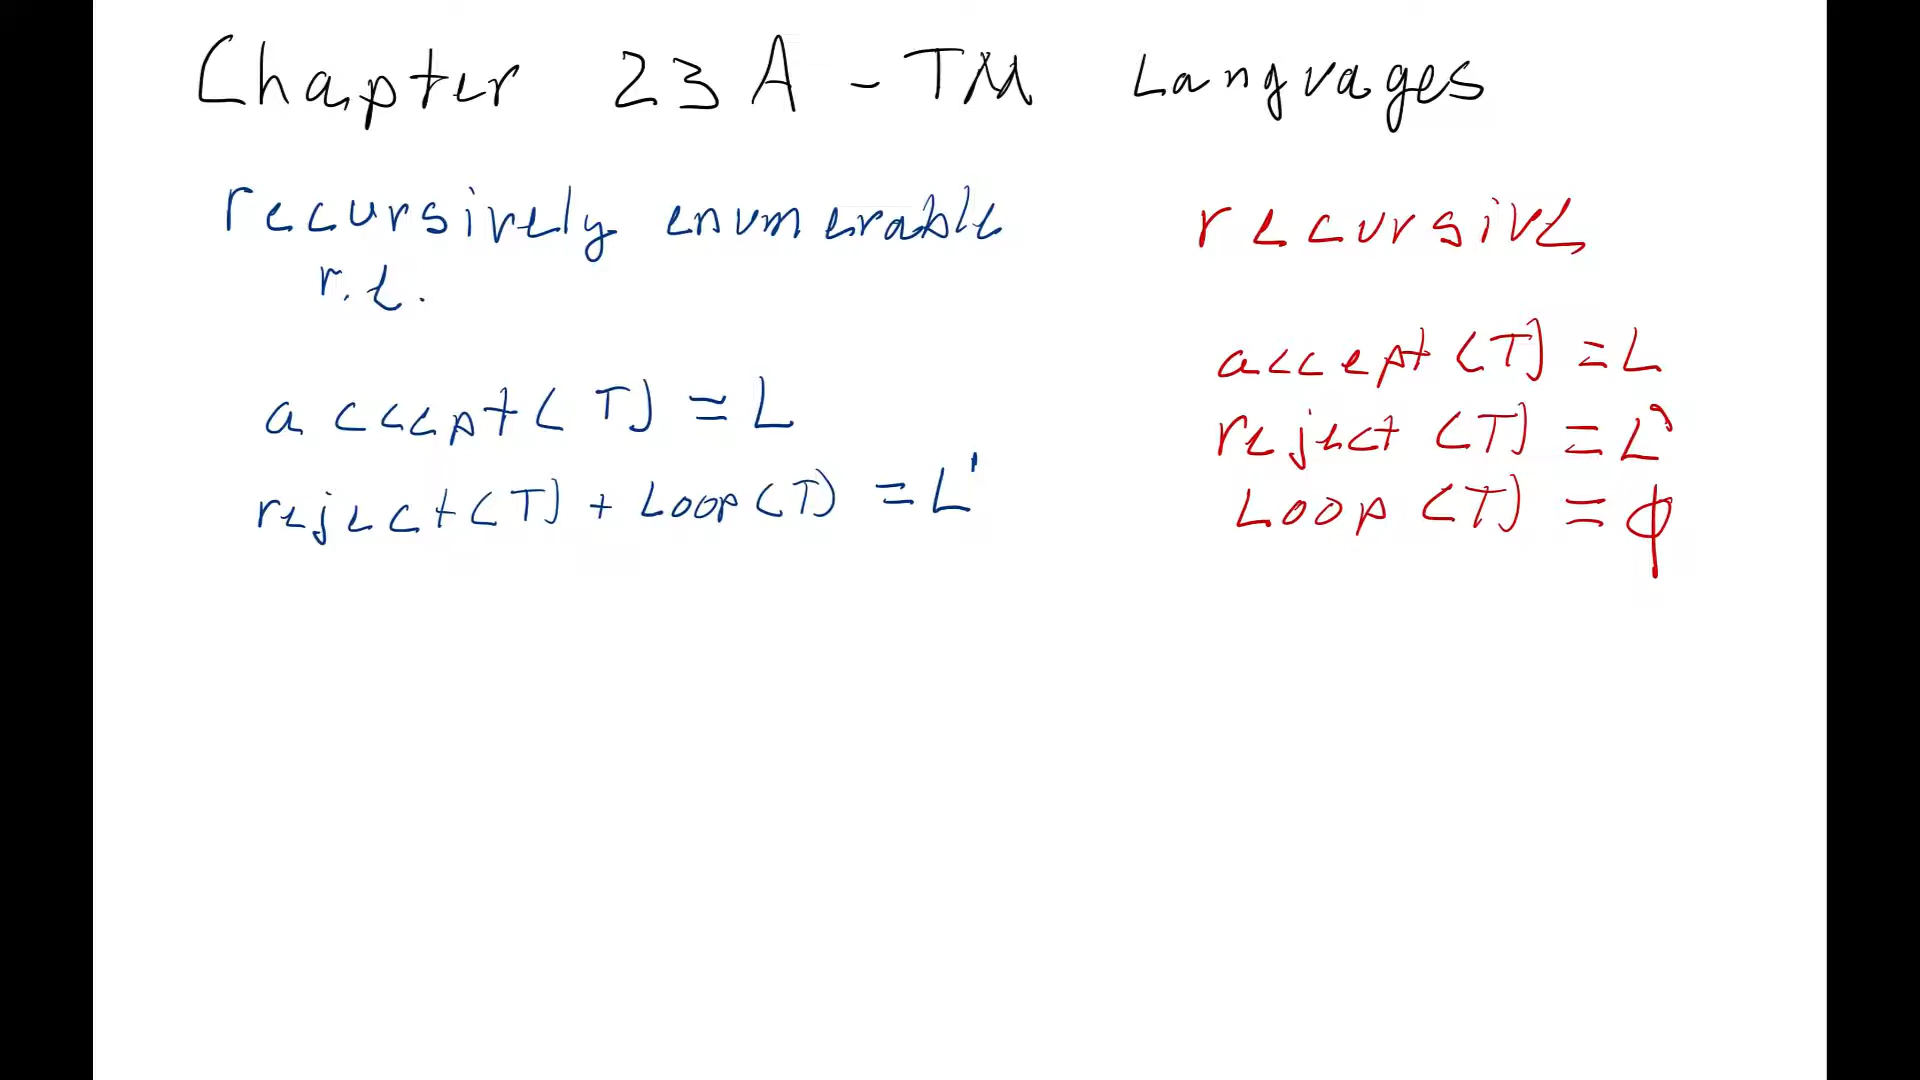 Chapter 23A - TM Languages
recursively enumerable
r.e.
accept(T) = L
reject(T) + Loop(T) = L'
recursive
accept(T) = L
reject(T) = L'
Loop(T) = ϕ